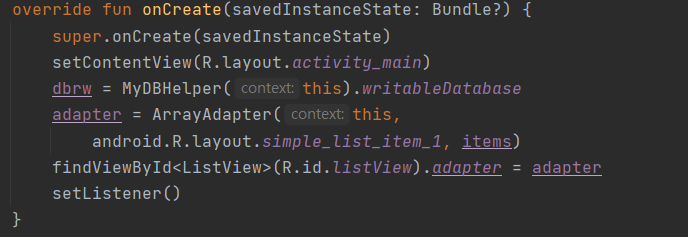 override fun onCreate(savedInstanceState: Bundle?) {
super.onCreate(savedInstanceState)
setContentView(R.layout.activity_main)
dbrw = MyDBHelper( context: this).writableDatabase
adapter = ArrayAdapter( context: this,
android.R.layout.simple_list_item_1, items)
findViewById<ListView>(R.id.listView).adapter = adapter
setListener()
}